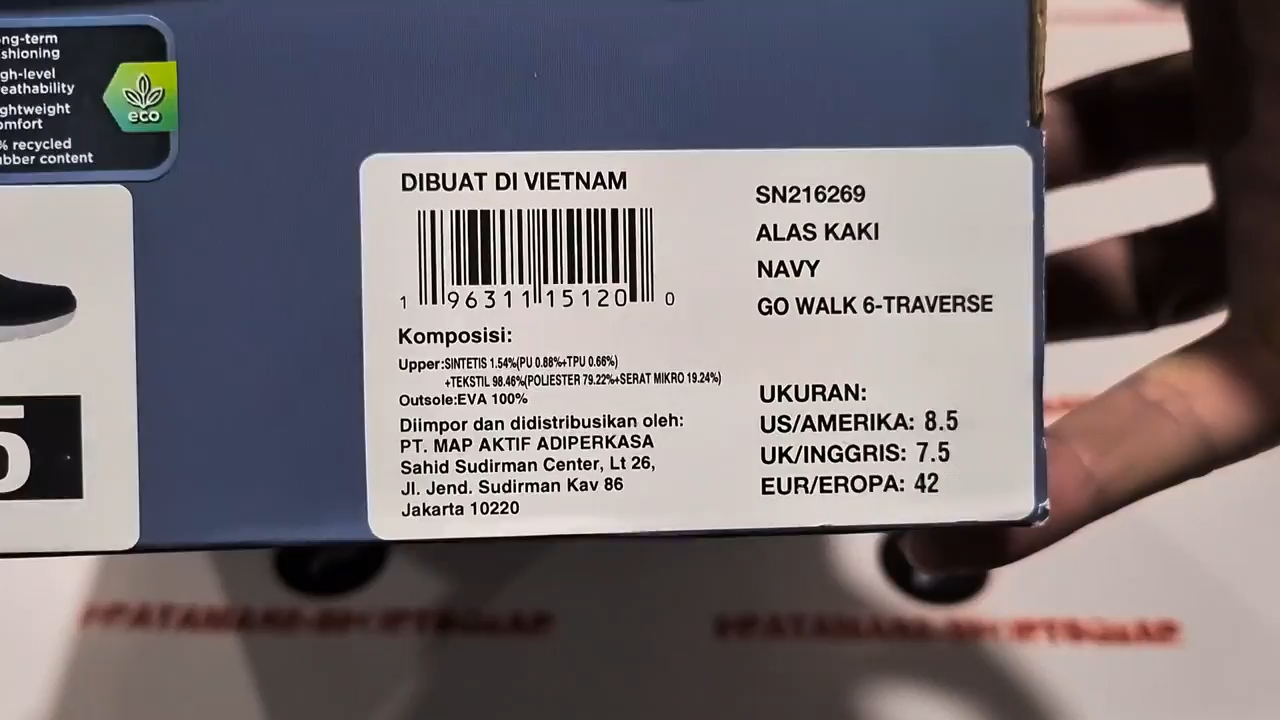 ng-term
shioning
gh-level
eathability
ghtweight
omfort
% recycled
ubber content
eco
5
DIBUAT DI VIETNAM
1 96311 15120 0
Komposisi:
Upper:SINTETIS 1.54%(PU 0.88%+TPU 0.66%)
+TEKSTIL 98.46%(POLIESTER 79.22%+SERAT MIKRO 19.24%)
Outsole:EVA 100%
Diimpor dan didistribusikan oleh:
PT. MAP AKTIF ADIPERKASA
Sahid Sudirman Center, Lt 26,
Jl. Jend. Sudirman Kav 86
Jakarta 10220
SN216269
ALAS KAKI
NAVY
GO WALK 6-TRAVERSE
UKURAN:
US/AMERIKA: 8.5
UK/INGGRIS: 7.5
EUR/EROPA: 42